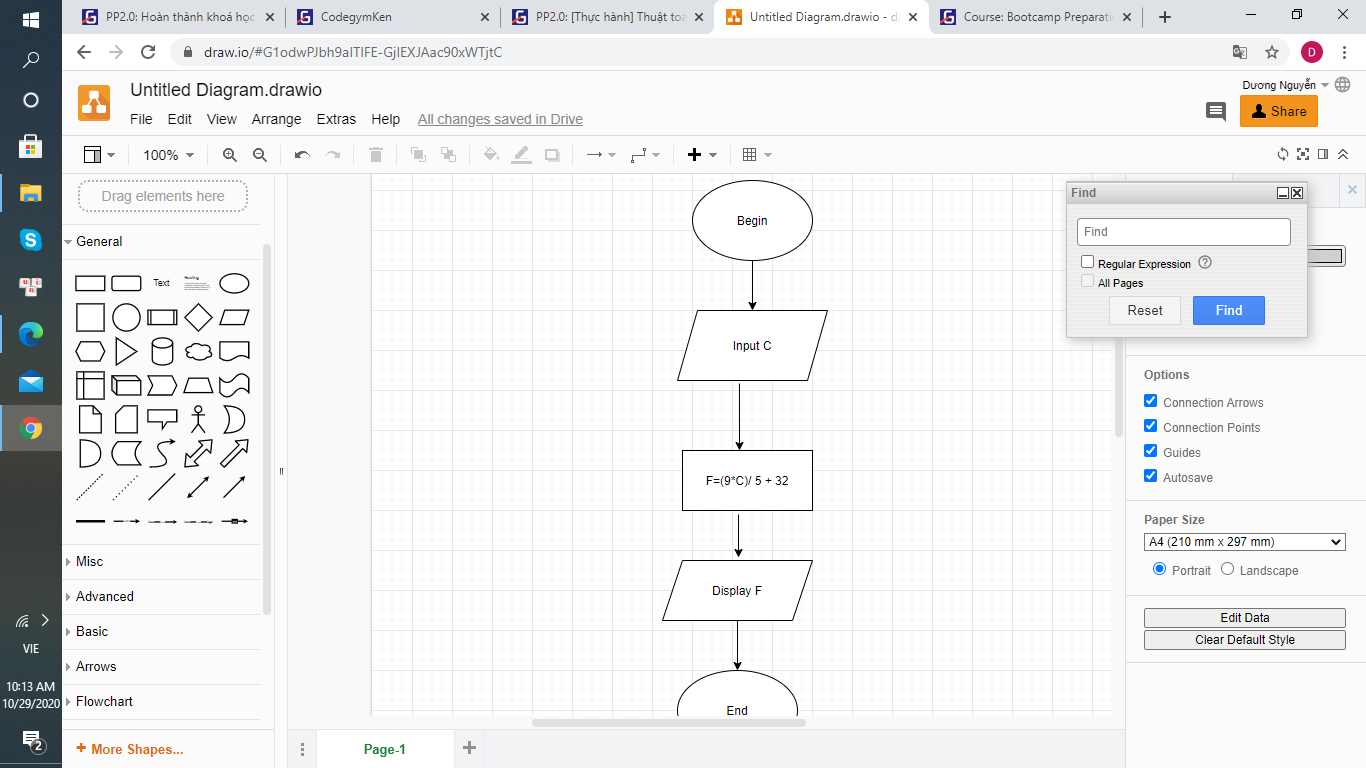 PP2.0: Hoàn thành khoá học
CodegymKen
PP2.0: [Thực hành] Thuật toá
Untitled Diagram.drawio - d
Course: Bootcamp Preparati
draw.io/#G1odwPJbh9aITIFE-GjIEXJAac90xWTjtC
D
Untitled Diagram.drawio
Dương Nguyễn
File Edit View Arrange Extras Help All changes saved in Drive
Share
100%
Drag elements here
General
Text
Heading
Misc
Advanced
Basic
Arrows
Flowchart
+ More Shapes...
Begin
Input C
F=(9*C)/ 5 + 32
Display F
End
Page-1
Find
Find
Regular Expression ?
All Pages
Reset Find
Options
Connection Arrows
Connection Points
Guides
Autosave
Paper Size
A4 (210 mm x 297 mm)
Portrait Landscape
Edit Data
Clear Default Style
VIE
10:13 AM
10/29/2020
2